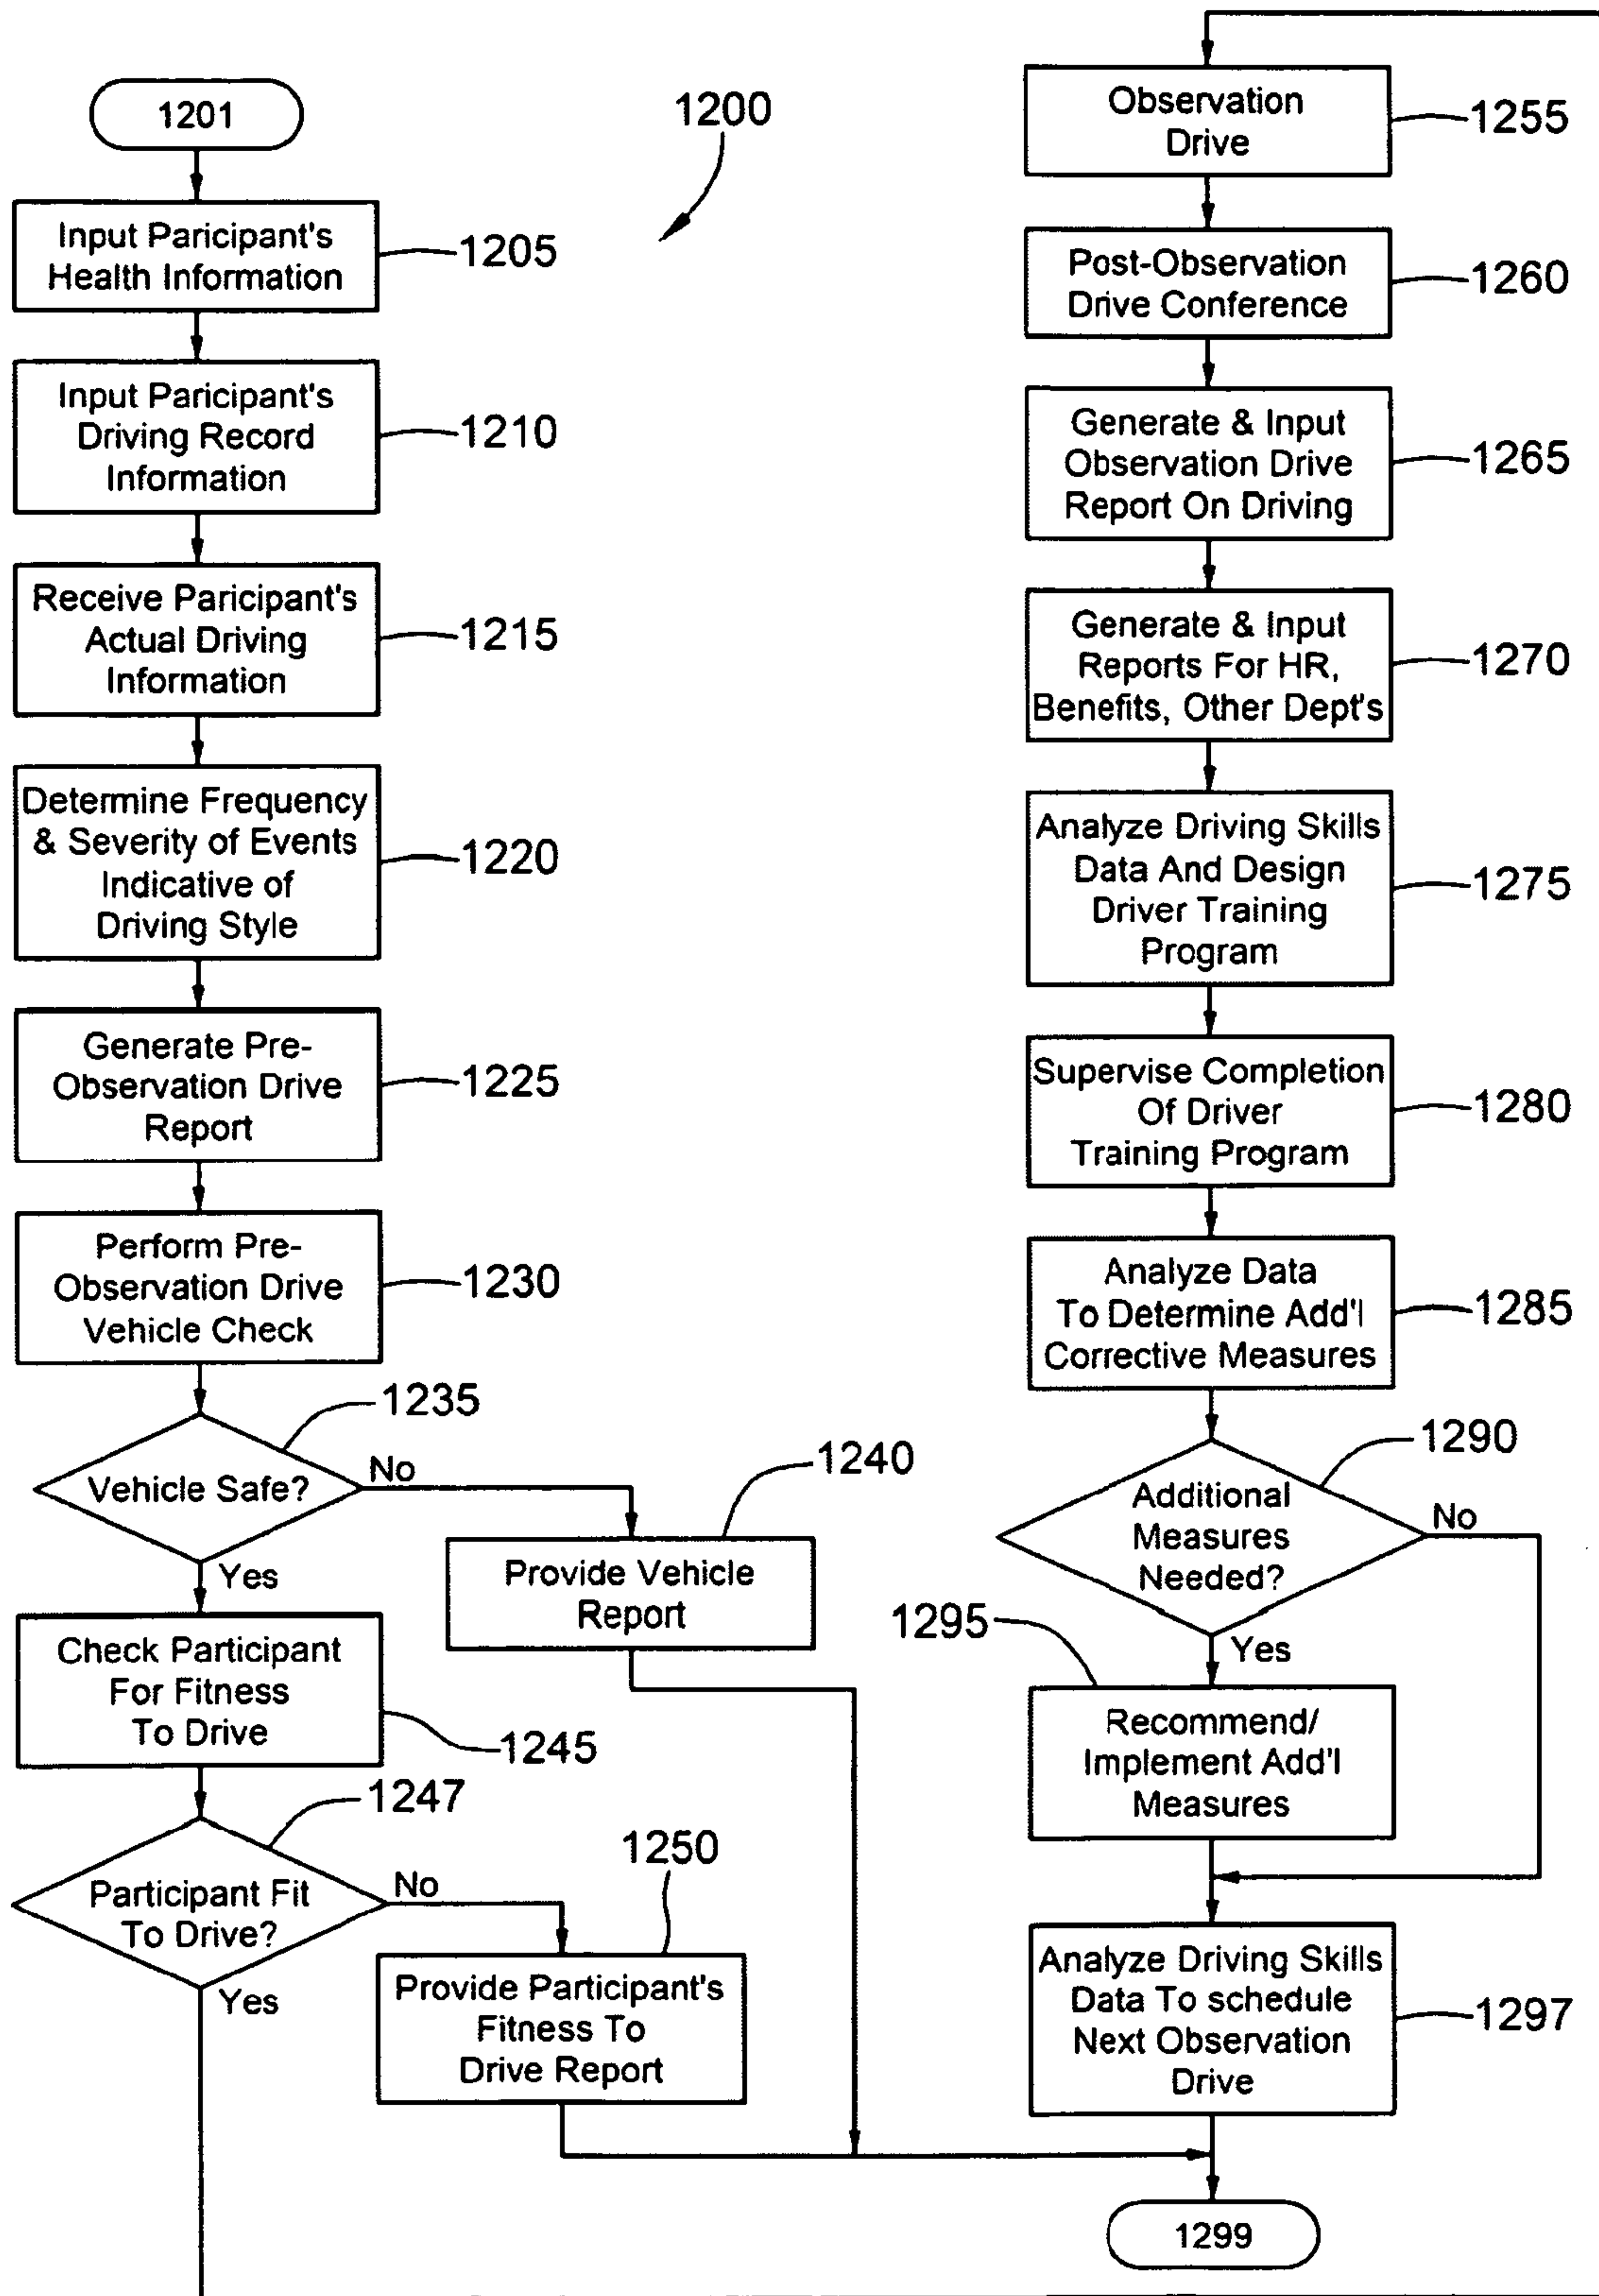 1201
1200
Input Paricipant's
Health Information
1205
Input Paricipant's
Driving Record
Information
1210
Receive Paricipant's
Actual Driving
Information
1215
Determine Frequency
& Severity of Events
Indicative of
Driving Style
1220
Generate Pre-
Observation Drive
Report
1225
Perform Pre-
Observation Drive
Vehicle Check
1230
1235
Vehicle Safe?
No
Yes
1240
Provide Vehicle
Report
Check Participant
For Fitness
To Drive
1245
1247
Participant Fit
To Drive?
No
Yes
1250
Provide Participant's
Fitness To
Drive Report
Observation
Drive
1255
Post-Observation
Drive Conference
1260
Generate & Input
Observation Drive
Report On Driving
1265
Generate & Input
Reports For HR,
Benefits, Other Dept's
1270
Analyze Driving Skills
Data And Design
Driver Training
Program
1275
Supervise Completion
Of Driver
Training Program
1280
Analyze Data
To Determine Add'l
Corrective Measures
1285
1290
Additional
Measures
Needed?
No
Yes
1295
Recommend/
Implement Add'l
Measures
Analyze Driving Skills
Data To schedule
Next Observation
Drive
1297
1299